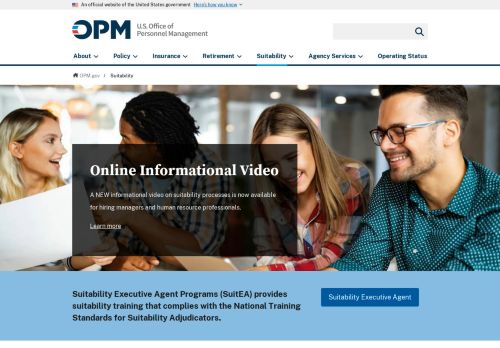 An official website of the United States government Here's how you know
OPM U.S. Office of
Personnel Management
About Policy Insurance Retirement Suitability Agency Services Operating Status
OPM.gov / Suitability
Online Informational Video
A NEW informational video on suitability processes is now available
for hiring managers and human resource professionals.
Learn more
Suitability Executive Agent Programs (SuitEA) provides
suitability training that complies with the National Training
Standards for Suitability Adjudicators.
Suitability Executive Agent